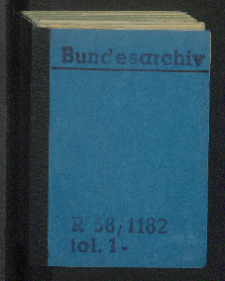 Bundesarchiv
R 58/1182
fol. 1-